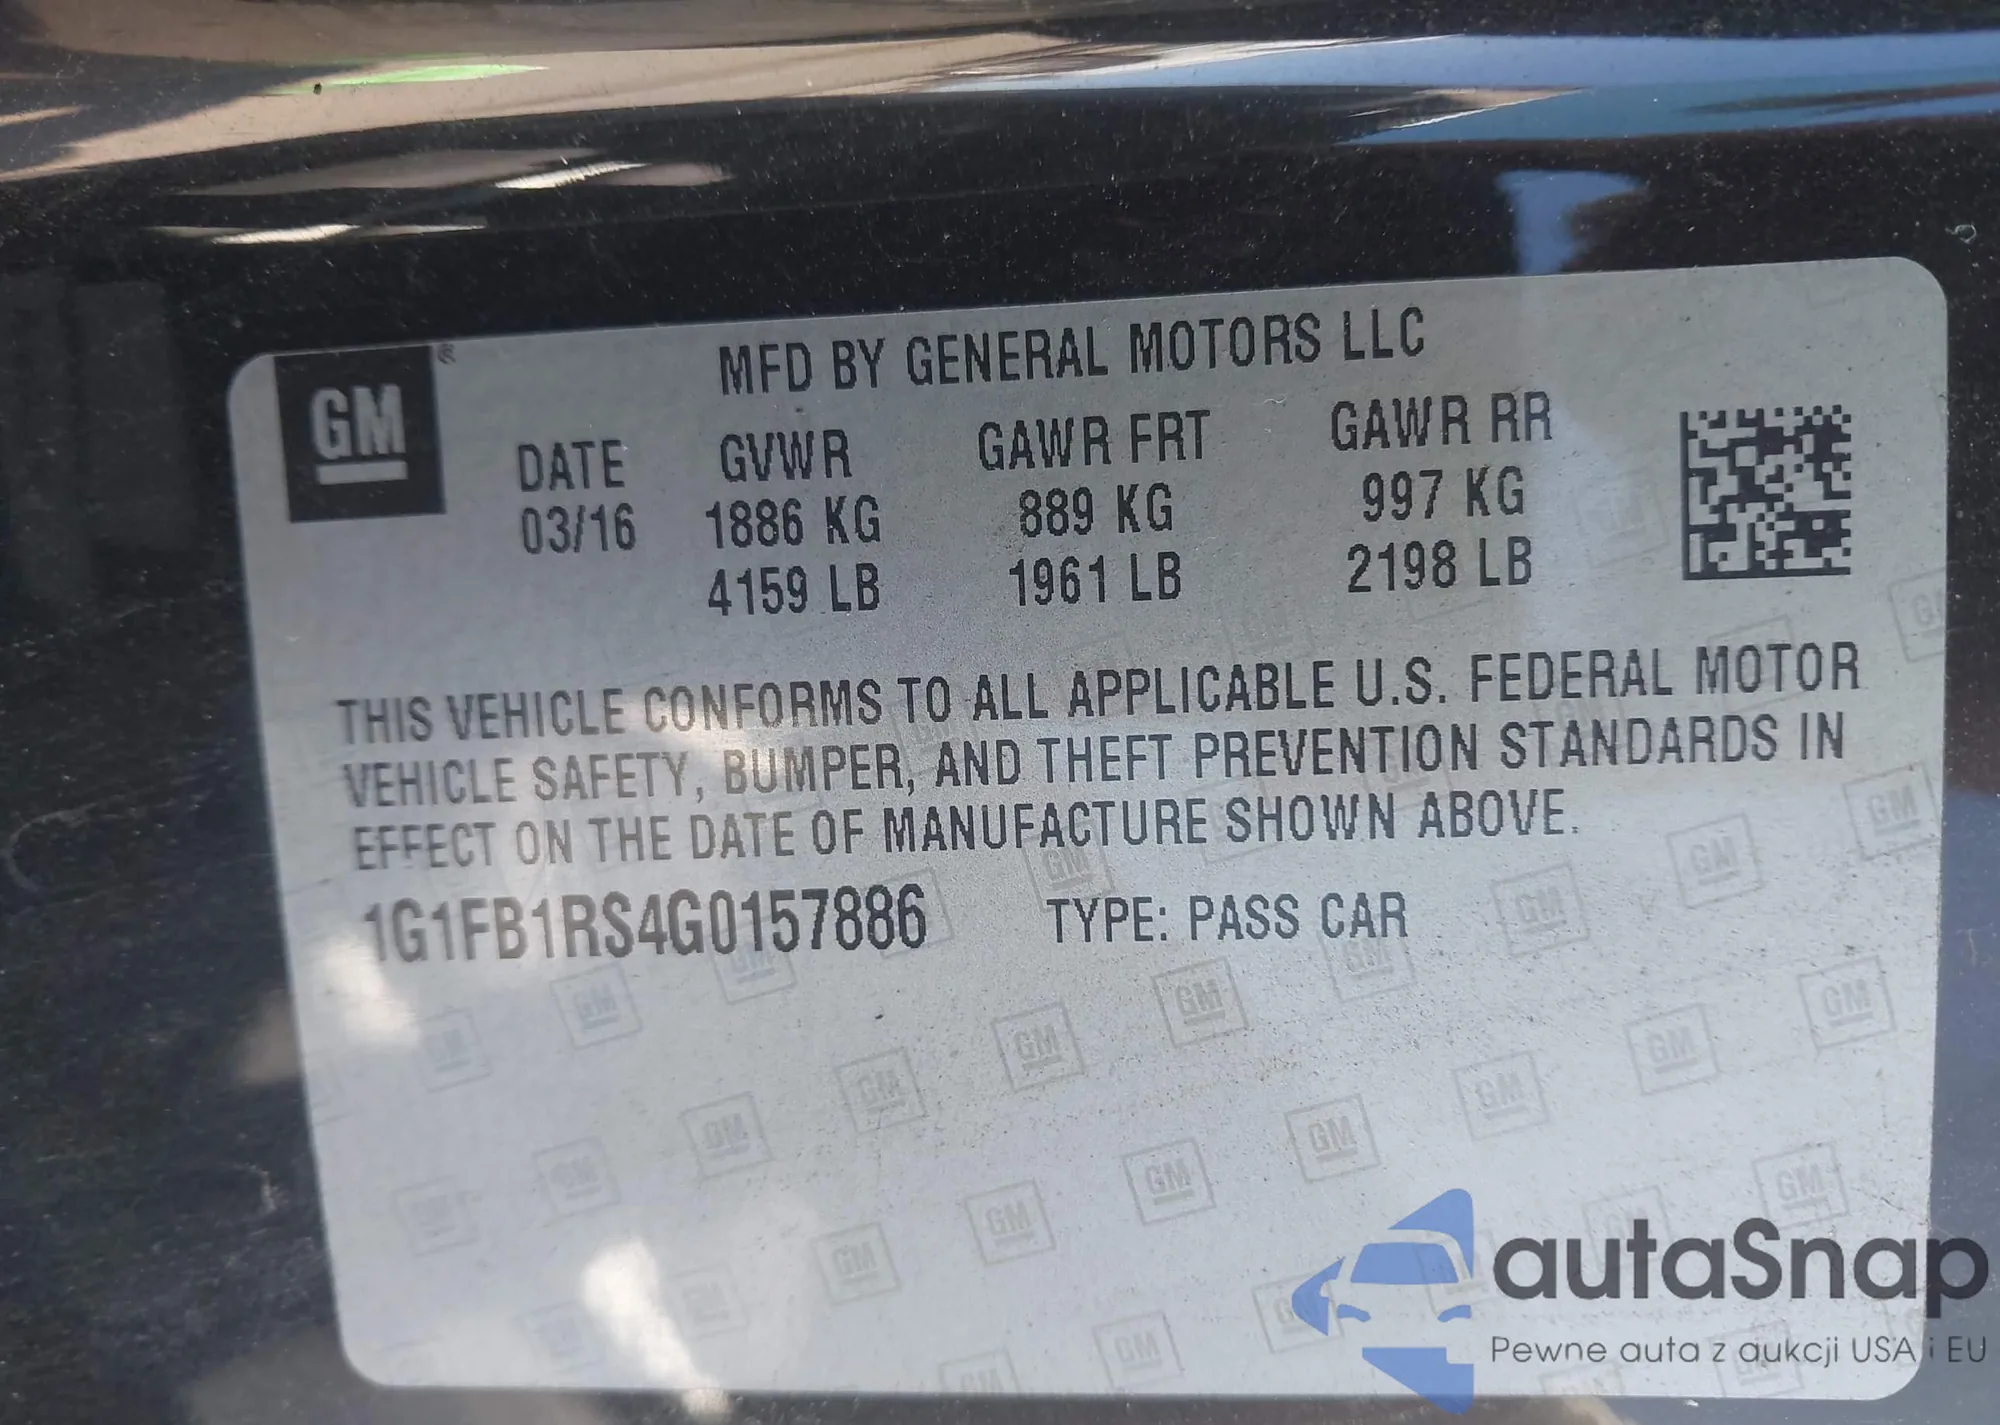 GM ®
MFD BY GENERAL MOTORS LLC
DATE GVWR GAWR FRT GAWR RR
03/16 1886 KG 889 KG 997 KG
4159 LB 1961 LB 2198 LB
THIS VEHICLE CONFORMS TO ALL APPLICABLE U.S. FEDERAL MOTOR
VEHICLE SAFETY, BUMPER, AND THEFT PREVENTION STANDARDS IN
EFFECT ON THE DATE OF MANUFACTURE SHOWN ABOVE.
1G1FB1RS4G0157886 TYPE: PASS CAR
autaSnap
Pewne auta z aukcji USA i EU